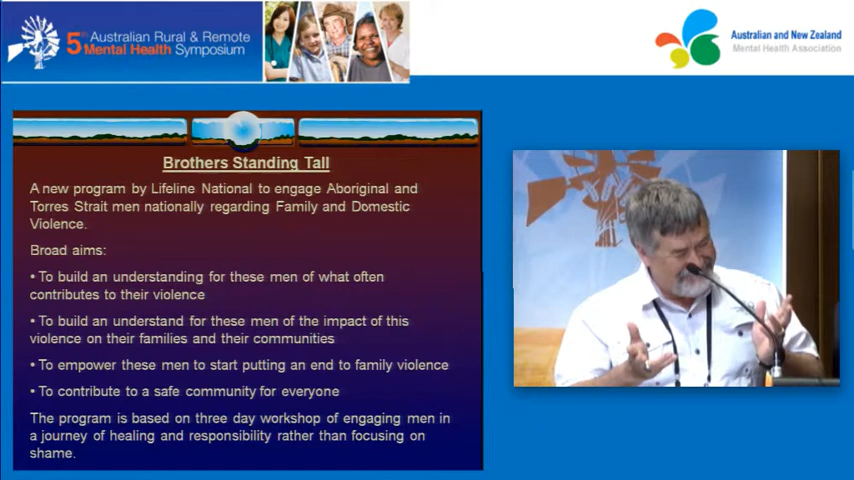 5th Australian Rural & Remote
Mental Health Symposium
Australian and New Zealand
Mental Health Association
Brothers Standing Tall
A new program by Lifeline National to engage Aboriginal and
Torres Strait men nationally regarding Family and Domestic
Violence.
Broad aims:
• To build an understanding for these men of what often
contributes to their violence
• To build an understand for these men of the impact of this
violence on their families and their communities
• To empower these men to start putting an end to family violence
• To contribute to a safe community for everyone
The program is based on three day workshop of engaging men in
a journey of healing and responsibility rather than focusing on
shame.